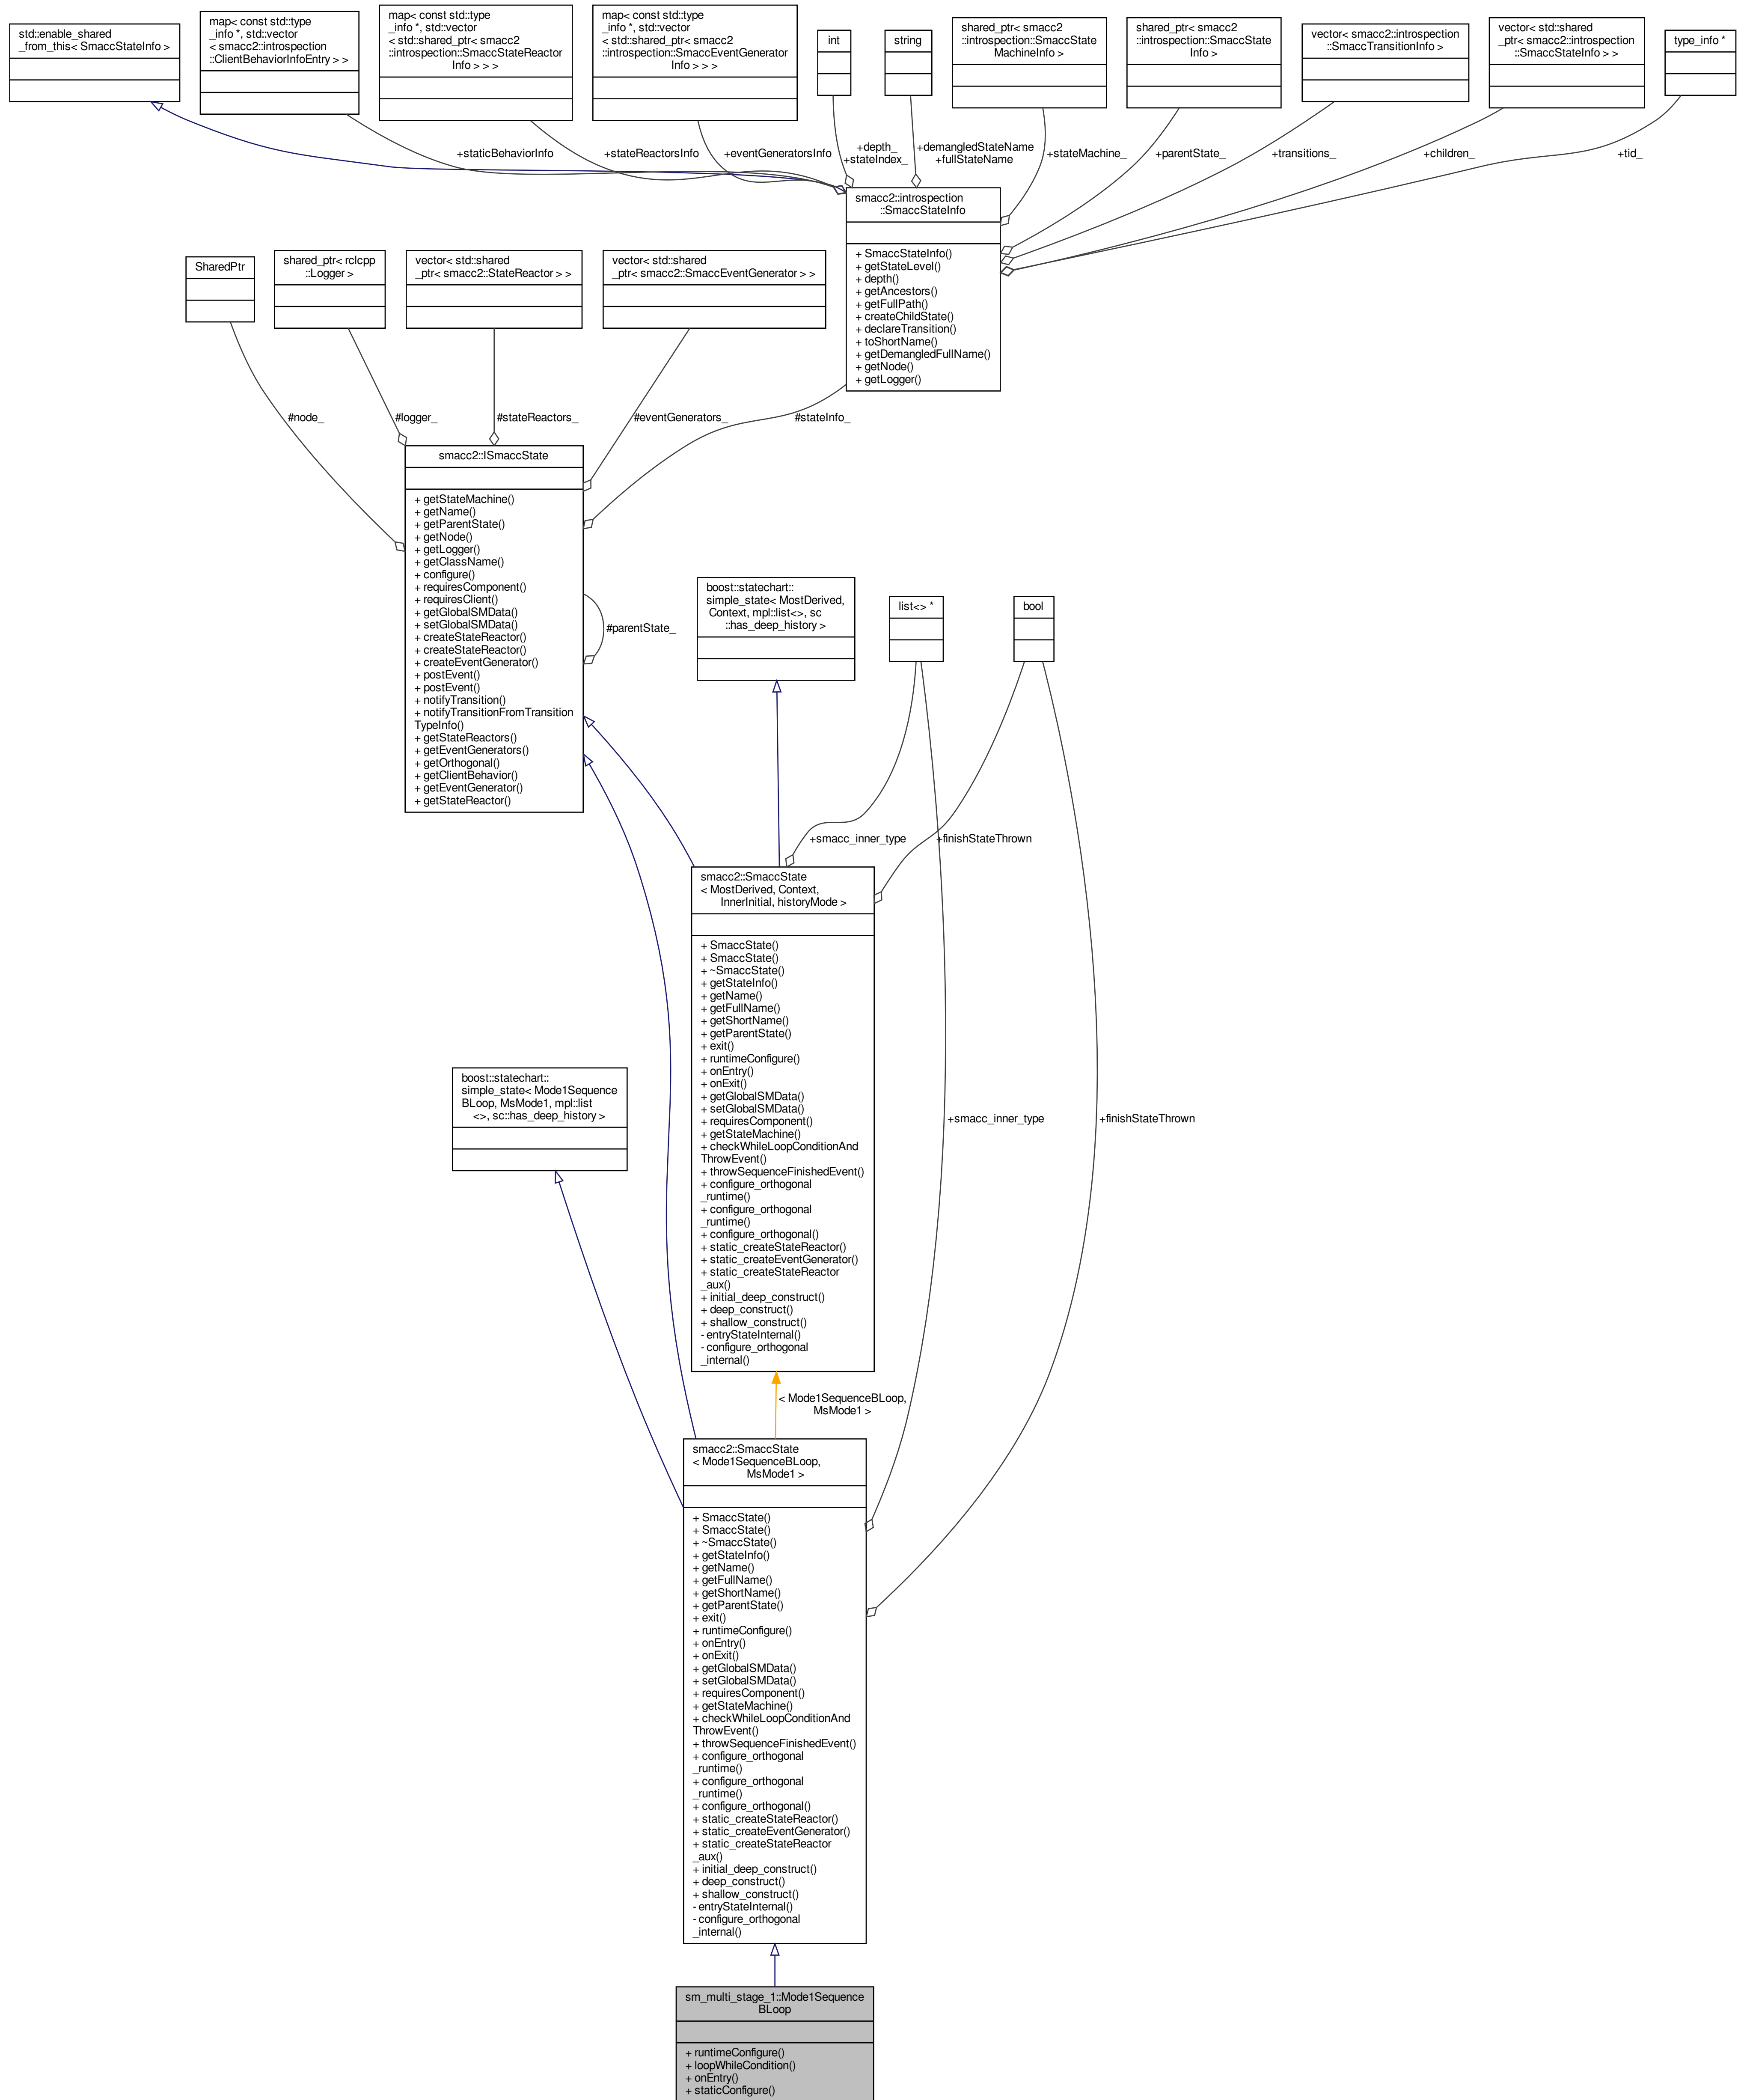 std::enable_shared
_from_this< SmaccStateInfo >
map< const std::type
_info *, std::vector
< smacc2::introspection
::ClientBehaviorInfoEntry > >
map< const std::type
_info *, std::vector
< std::shared_ptr< smacc2
::introspection::SmaccStateReactor
Info > > >
map< const std::type
_info *, std::vector
< std::shared_ptr< smacc2
::introspection::SmaccEventGenerator
Info > > >
int
string
shared_ptr< smacc2
::introspection::SmaccState
MachineInfo >
shared_ptr< smacc2
::introspection::SmaccState
Info >
vector< smacc2::introspection
::SmaccTransitionInfo >
vector< std::shared
_ptr< smacc2::introspection
::SmaccStateInfo > >
type_info *
+staticBehaviorInfo
+stateReactorsInfo
+eventGeneratorsInfo
+depth_
+stateIndex_
+demangledStateName
+fullStateName
+stateMachine_
+parentState_
+transitions_
+children_
+tid_
smacc2::introspection
::SmaccStateInfo
+ SmaccStateInfo()
+ getStateLevel()
+ depth()
+ getAncestors()
+ getFullPath()
+ createChildState()
+ declareTransition()
+ toShortName()
+ getDemangledFullName()
+ getNode()
+ getLogger()
SharedPtr
shared_ptr< rclcpp
::Logger >
vector< std::shared
_ptr< smacc2::StateReactor > >
vector< std::shared
_ptr< smacc2::SmaccEventGenerator > >
#node_
#logger_
#stateReactors_
#eventGenerators_
#stateInfo_
smacc2::ISmaccState
+ getStateMachine()
+ getName()
+ getParentState()
+ getNode()
+ getLogger()
+ getClassName()
+ configure()
+ requiresComponent()
+ requiresClient()
+ getGlobalSMData()
+ setGlobalSMData()
+ createStateReactor()
+ createStateReactor()
+ createEventGenerator()
+ postEvent()
+ postEvent()
+ notifyTransition()
+ notifyTransitionFromTransition
TypeInfo()
+ getStateReactors()
+ getEventGenerators()
+ getOrthogonal()
+ getClientBehavior()
+ getEventGenerator()
+ getStateReactor()
#parentState_
boost::statechart::
simple_state< MostDerived,
Context, mpl::list<>, sc
::has_deep_history >
list<> *
bool
+smacc_inner_type
+finishStateThrown
smacc2::SmaccState
< MostDerived, Context,
InnerInitial, historyMode >
+ SmaccState()
+ SmaccState()
+ ~SmaccState()
+ getStateInfo()
+ getName()
+ getFullName()
+ getShortName()
+ getParentState()
+ exit()
+ runtimeConfigure()
+ onEntry()
+ onExit()
+ getGlobalSMData()
+ setGlobalSMData()
+ requiresComponent()
+ getStateMachine()
+ checkWhileLoopConditionAnd
ThrowEvent()
+ throwSequenceFinishedEvent()
+ configure_orthogonal
_runtime()
+ configure_orthogonal
_runtime()
+ configure_orthogonal()
+ static_createStateReactor()
+ static_createEventGenerator()
+ static_createStateReactor
_aux()
+ initial_deep_construct()
+ deep_construct()
+ shallow_construct()
- entryStateInternal()
- configure_orthogonal
_internal()
boost::statechart::
simple_state< Mode1Sequence
BLoop, MsMode1, mpl::list
<>, sc::has_deep_history >
+smacc_inner_type
+finishStateThrown
< Mode1SequenceBLoop,
MsMode1 >
smacc2::SmaccState
< Mode1SequenceBLoop,
MsMode1 >
+ SmaccState()
+ SmaccState()
+ ~SmaccState()
+ getStateInfo()
+ getName()
+ getFullName()
+ getShortName()
+ getParentState()
+ exit()
+ runtimeConfigure()
+ onEntry()
+ onExit()
+ getGlobalSMData()
+ setGlobalSMData()
+ requiresComponent()
+ getStateMachine()
+ checkWhileLoopConditionAnd
ThrowEvent()
+ throwSequenceFinishedEvent()
+ configure_orthogonal
_runtime()
+ configure_orthogonal
_runtime()
+ configure_orthogonal()
+ static_createStateReactor()
+ static_createEventGenerator()
+ static_createStateReactor
_aux()
+ initial_deep_construct()
+ deep_construct()
+ shallow_construct()
- entryStateInternal()
- configure_orthogonal
_internal()
sm_multi_stage_1::Mode1Sequence
BLoop
+ runtimeConfigure()
+ loopWhileCondition()
+ onEntry()
+ staticConfigure()